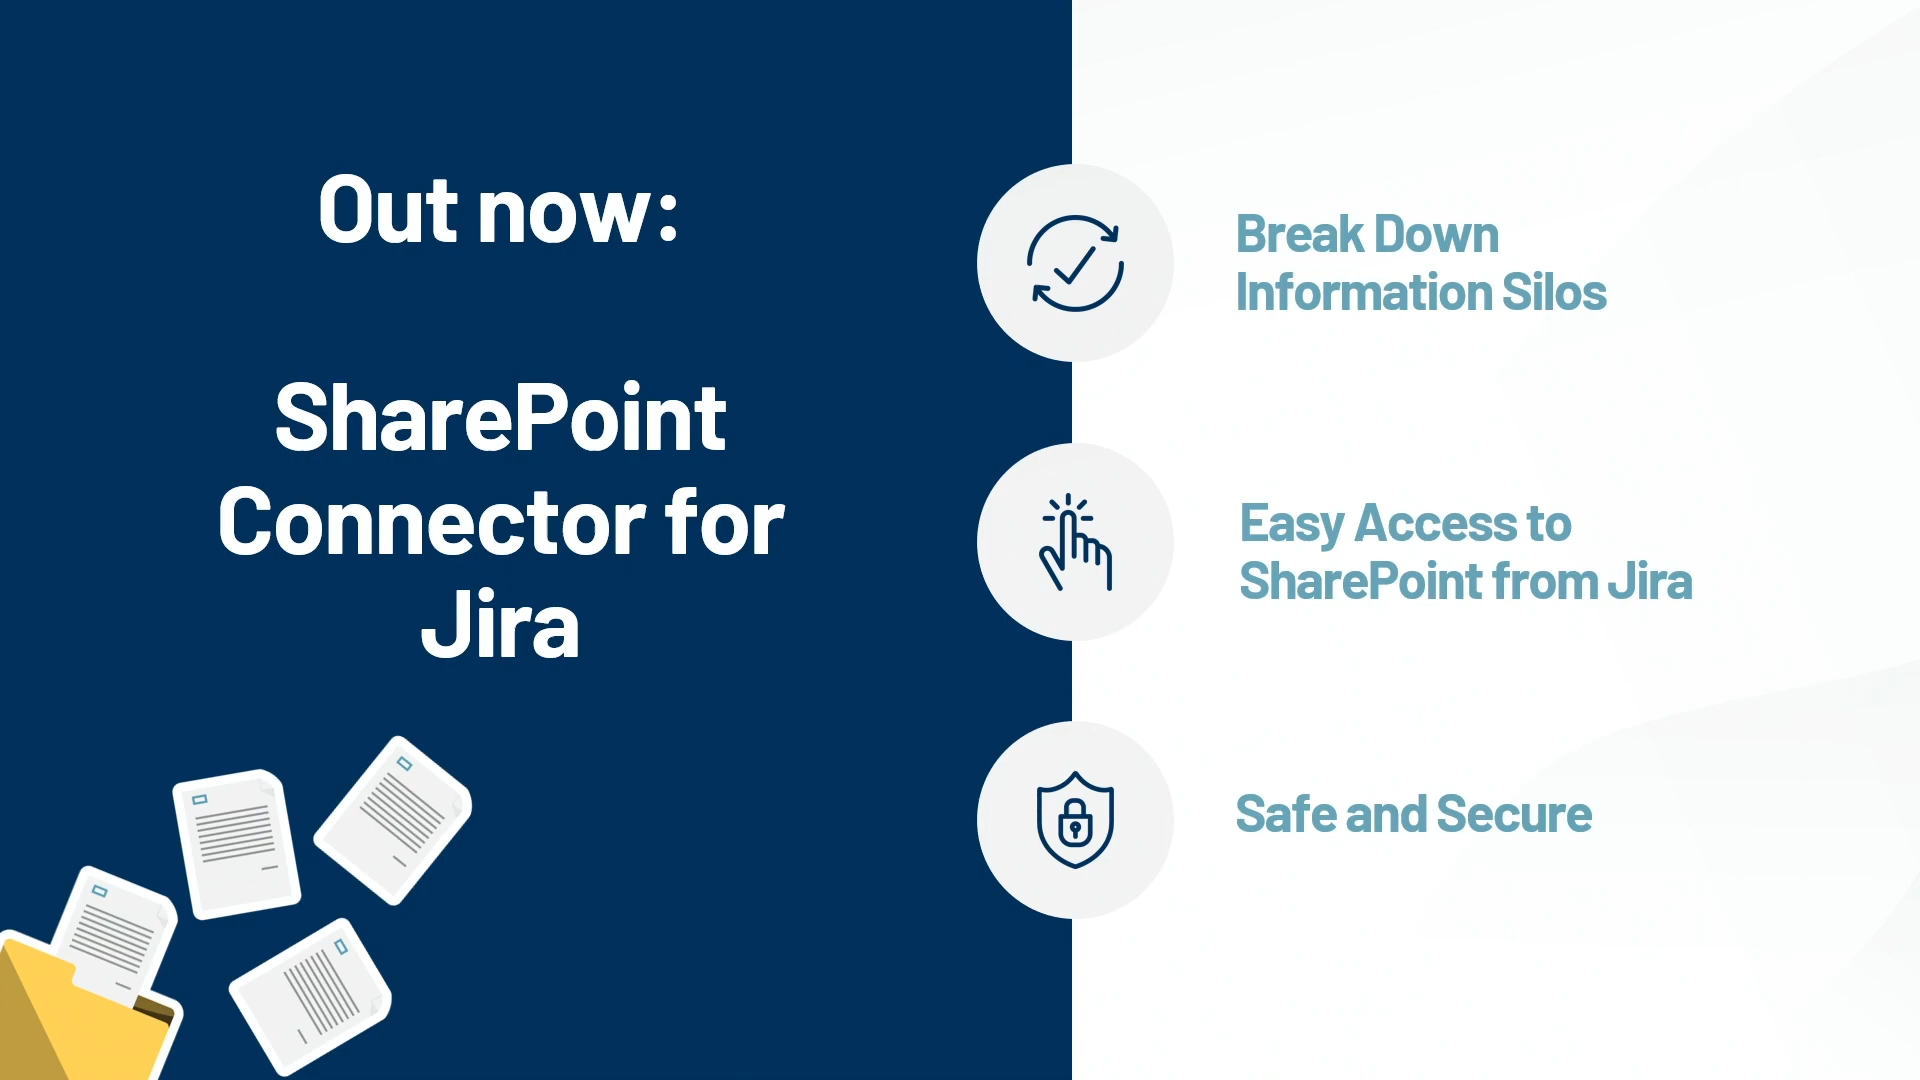 Out now:
SharePoint
Connector for
Jira
Break Down
Information Silos
Easy Access to
SharePoint from Jira
Safe and Secure